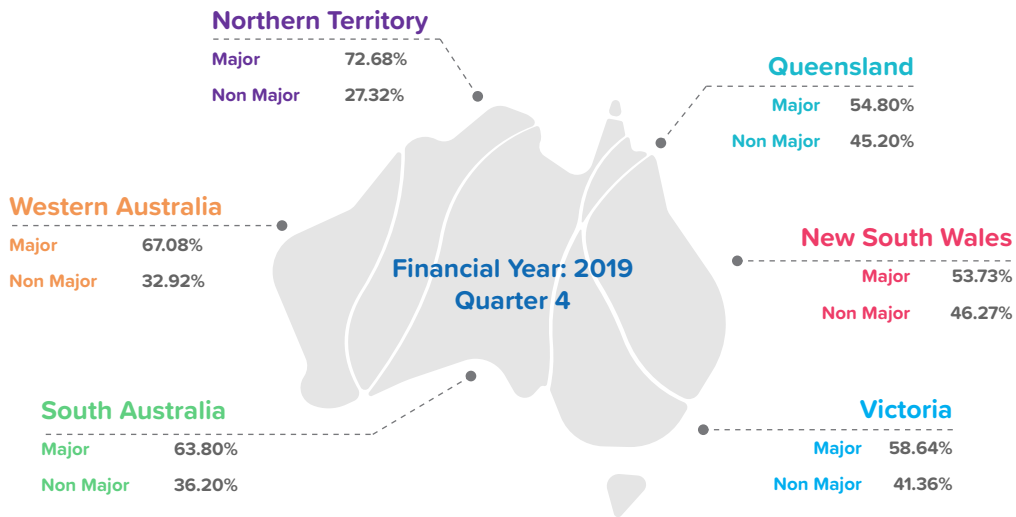 Northern Territory
Major 72.68%
Non Major 27.32%
Queensland
Major 54.80%
Non Major 45.20%
Western Australia
Major 67.08%
Non Major 32.92%
New South Wales
Major 53.73%
Non Major 46.27%
Financial Year: 2019
Quarter 4
South Australia
Major 63.80%
Non Major 36.20%
Victoria
Major 58.64%
Non Major 41.36%